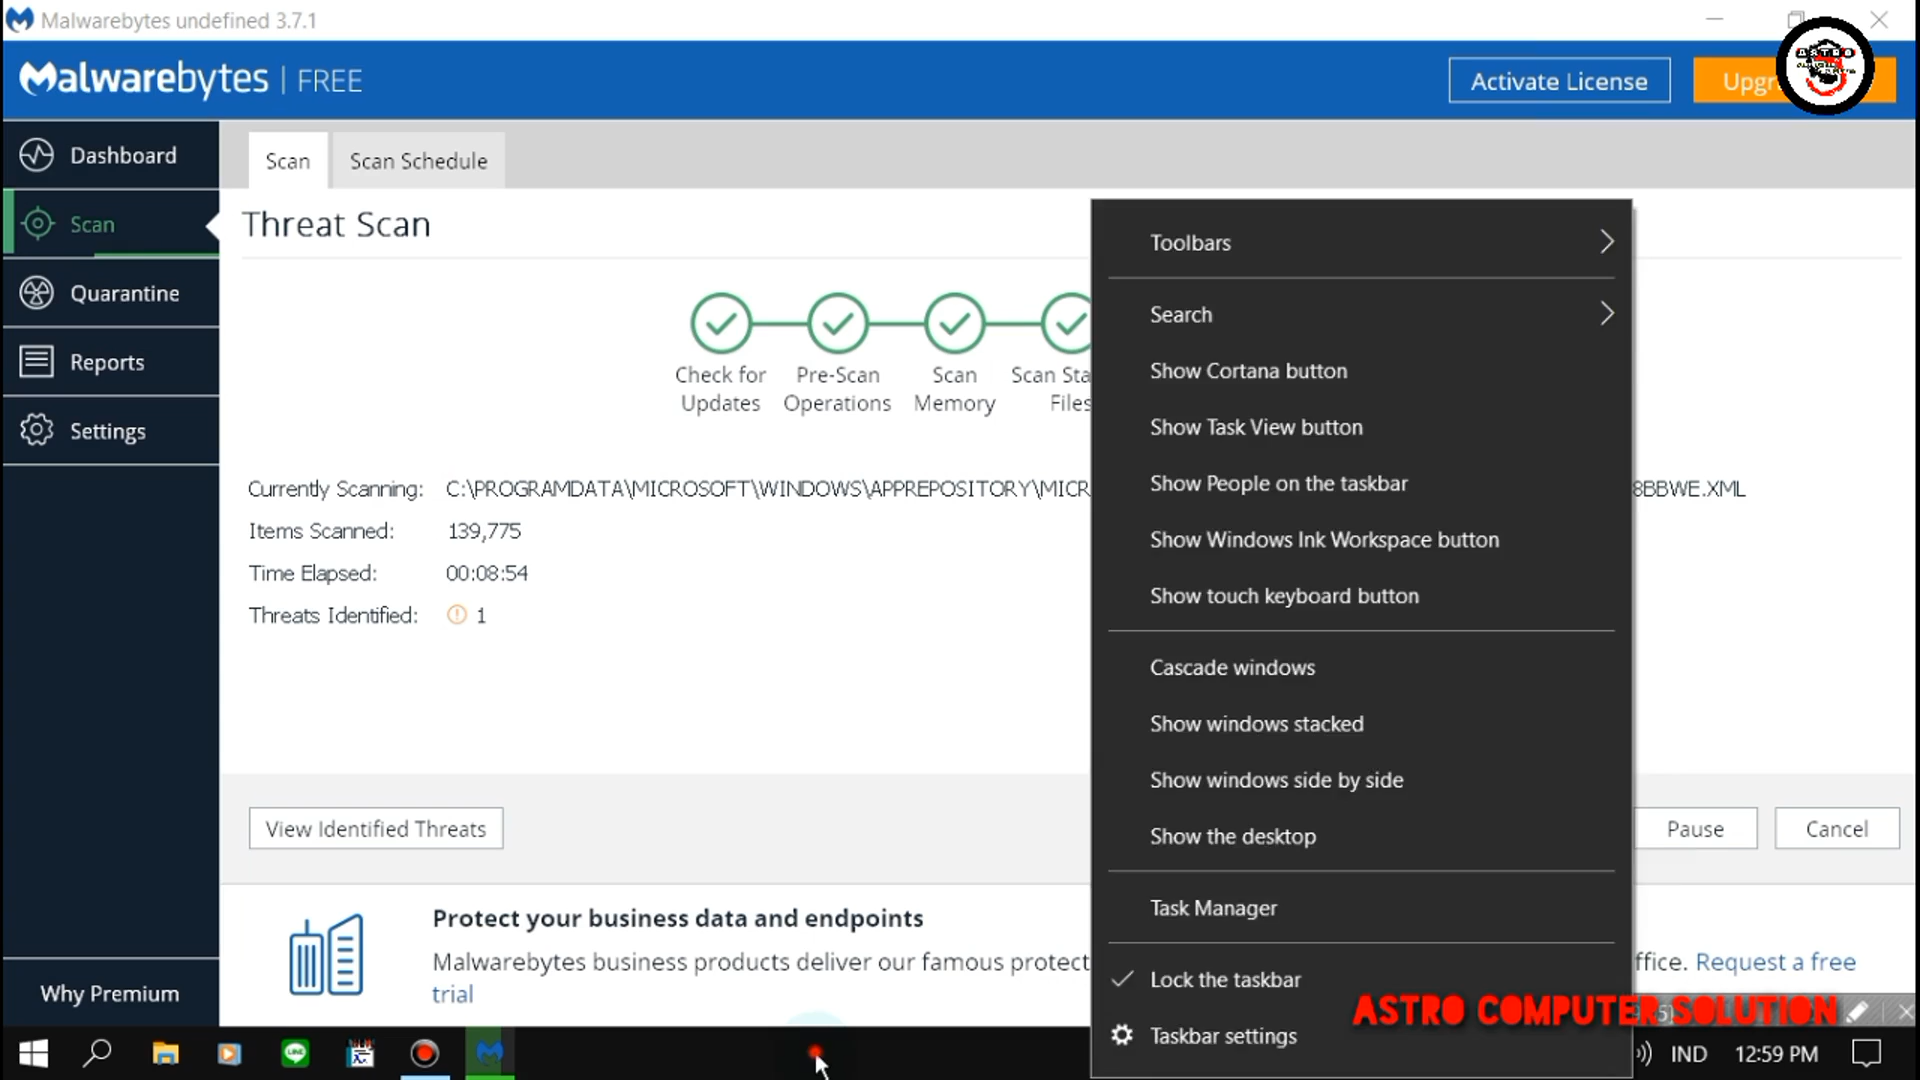 Malwarebytes undefined 3.7.1
Malwarebytes | FREE
Activate License
Upgr
Dashboard
Scan
Quarantine
Reports
Settings
Why Premium
Scan
Scan Schedule
Threat Scan
Check for
Updates
Pre-Scan
Operations
Scan
Memory
Scan Sta
Files
Currently Scanning: C:\PROGRAMDATA\MICROSOFT\WINDOWS\APPREPOSITORY\MICR 8BBWE.XML
Items Scanned: 139,775
Time Elapsed: 00:08:54
Threats Identified: 1
View Identified Threats
Pause
Cancel
Protect your business data and endpoints
Malwarebytes business products deliver our famous protect ffice. Request a free
trial
Toolbars
Search
Show Cortana button
Show Task View button
Show People on the taskbar
Show Windows Ink Workspace button
Show touch keyboard button
Cascade windows
Show windows stacked
Show windows side by side
Show the desktop
Task Manager
Lock the taskbar
Taskbar settings
ASTRO COMPUTER SOLUTION
LINE
IND
12:59 PM